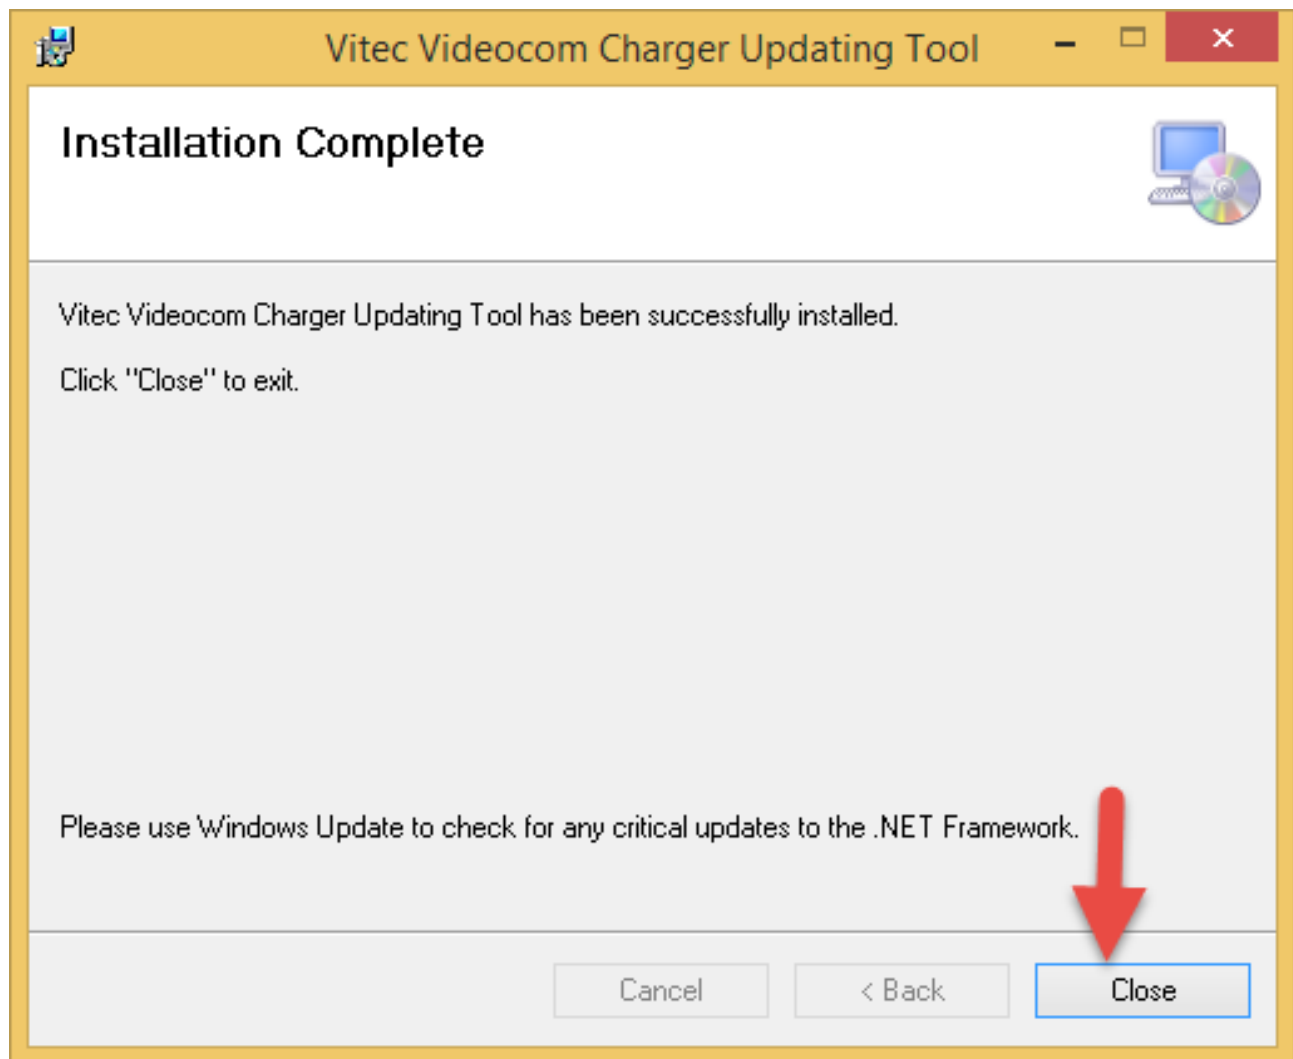 Vitec Videocom Charger Updating Tool
Installation Complete
Vitec Videocom Charger Updating Tool has been successfully installed.
Click "Close" to exit.
Please use Windows Update to check for any critical updates to the .NET Framework.
Cancel
< Back
Close